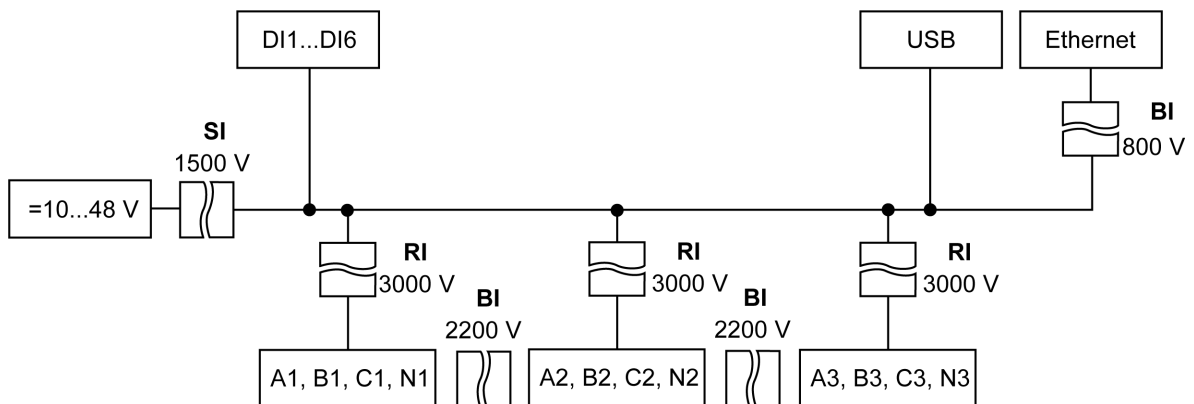 DI1...DI6
USB
Ethernet
BI
800 V
SI
1500 V
=10...48 V
RI
3000 V
RI
3000 V
RI
3000 V
BI
2200 V
BI
2200 V
A1, B1, C1, N1
A2, B2, C2, N2
A3, B3, C3, N3